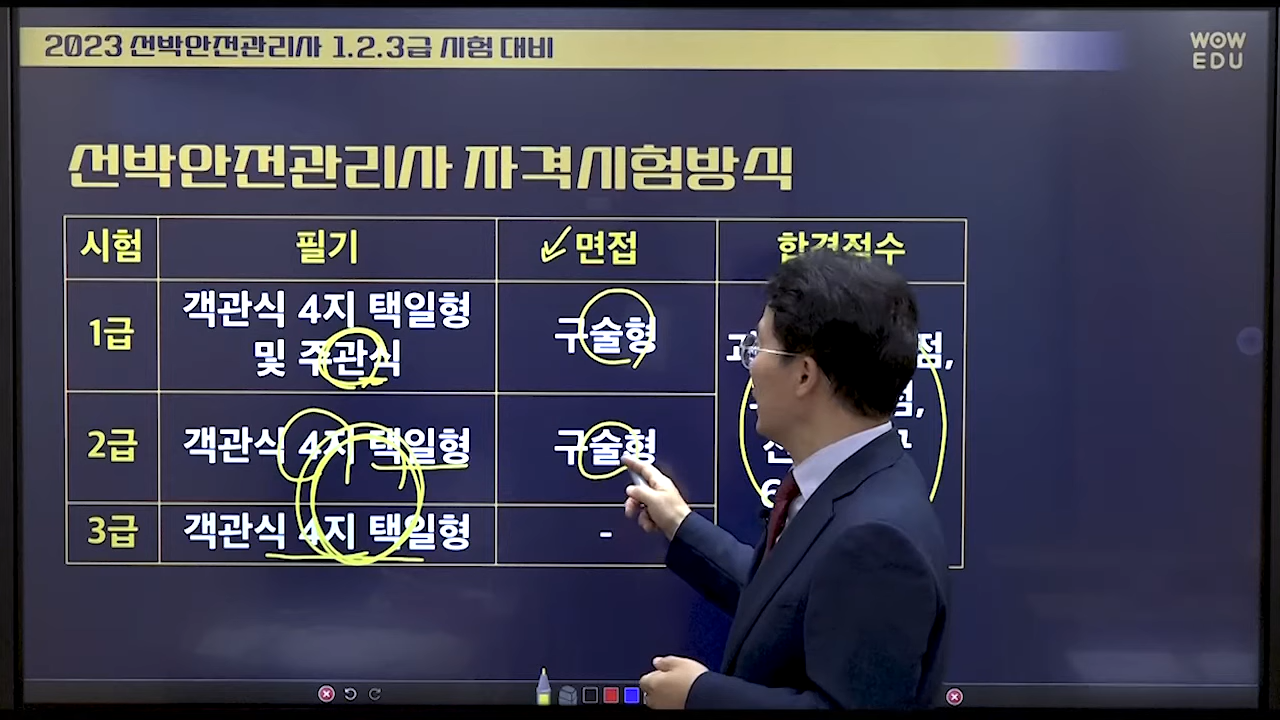 2023 선박안전관리사 1.2.3급 시험 대비
WOW
EDU
선박안전관리사 자격시험방식
시험 필기 면접 합격점수
1급
객관식 4지 택일형
및 주관식
구술형
2급 객관식 4지 택일형 구술형
3급 객관식 4지 택일형 -